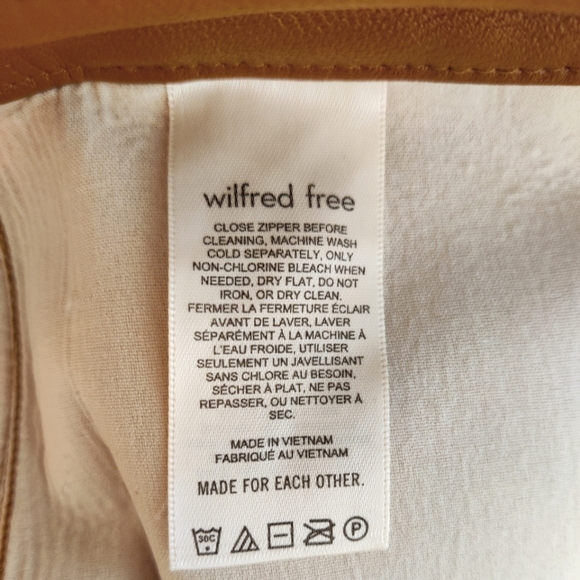 wilfred free
CLOSE ZIPPER BEFORE
CLEANING, MACHINE WASH
COLD SEPARATELY, ONLY
NON-CHLORINE BLEACH WHEN
NEEDED, DRY FLAT, DO NOT
IRON, OR DRY CLEAN.
FERMER LA FERMETURE ÉCLAIR
AVANT DE LAVER, LAVER
SÉPARÉMENT À LA MACHINE À
L'EAU FROIDE, UTILISER
SEULEMENT UN JAVELLISANT
SANS CHLORE AU BESOIN,
SÉCHER À PLAT, NE PAS
REPASSER, OU NETTOYER À
SEC.
MADE IN VIETNAM
FABRIQUÉ AU VIETNAM
MADE FOR EACH OTHER.
30C P